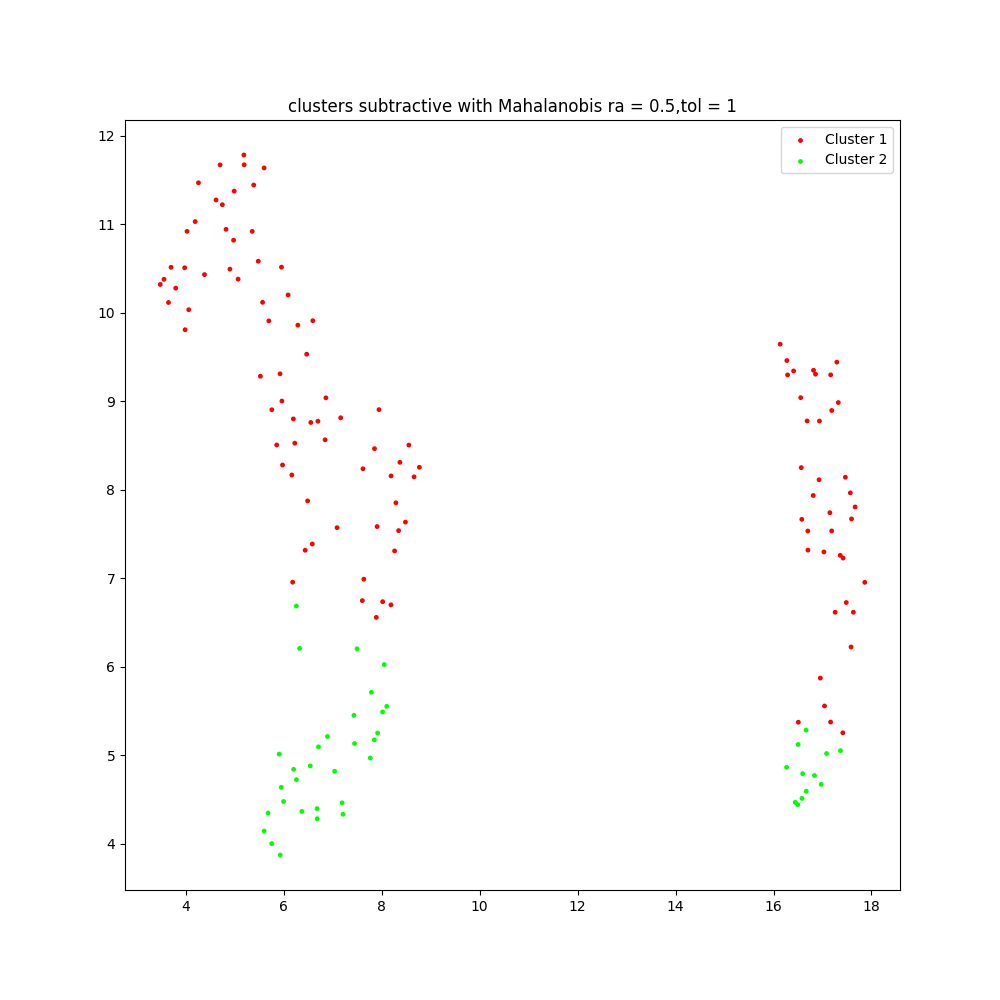 clusters subtractive with Mahalanobis ra = 0.5,tol = 1
Cluster 1
Cluster 2
12
11
10
9
8
7
6
5
4
4 6 8 10 12 14 16 18